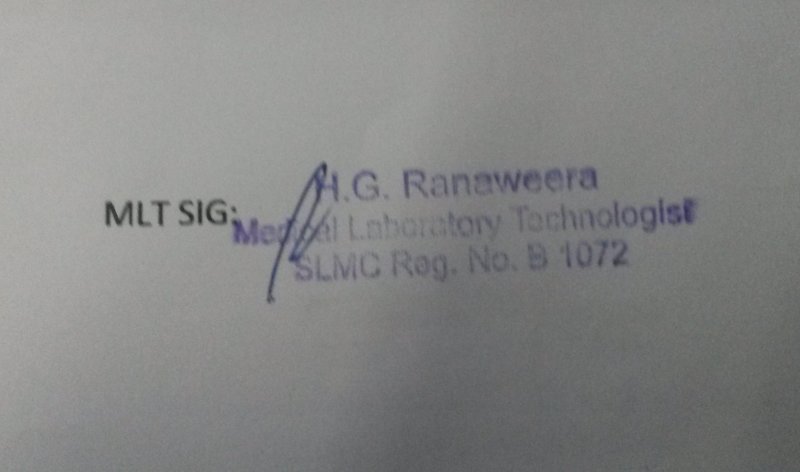 H.G. Ranaweera
MLT SIG:
Medical Laboratory Technologist
SLMC Reg. No. B 1072